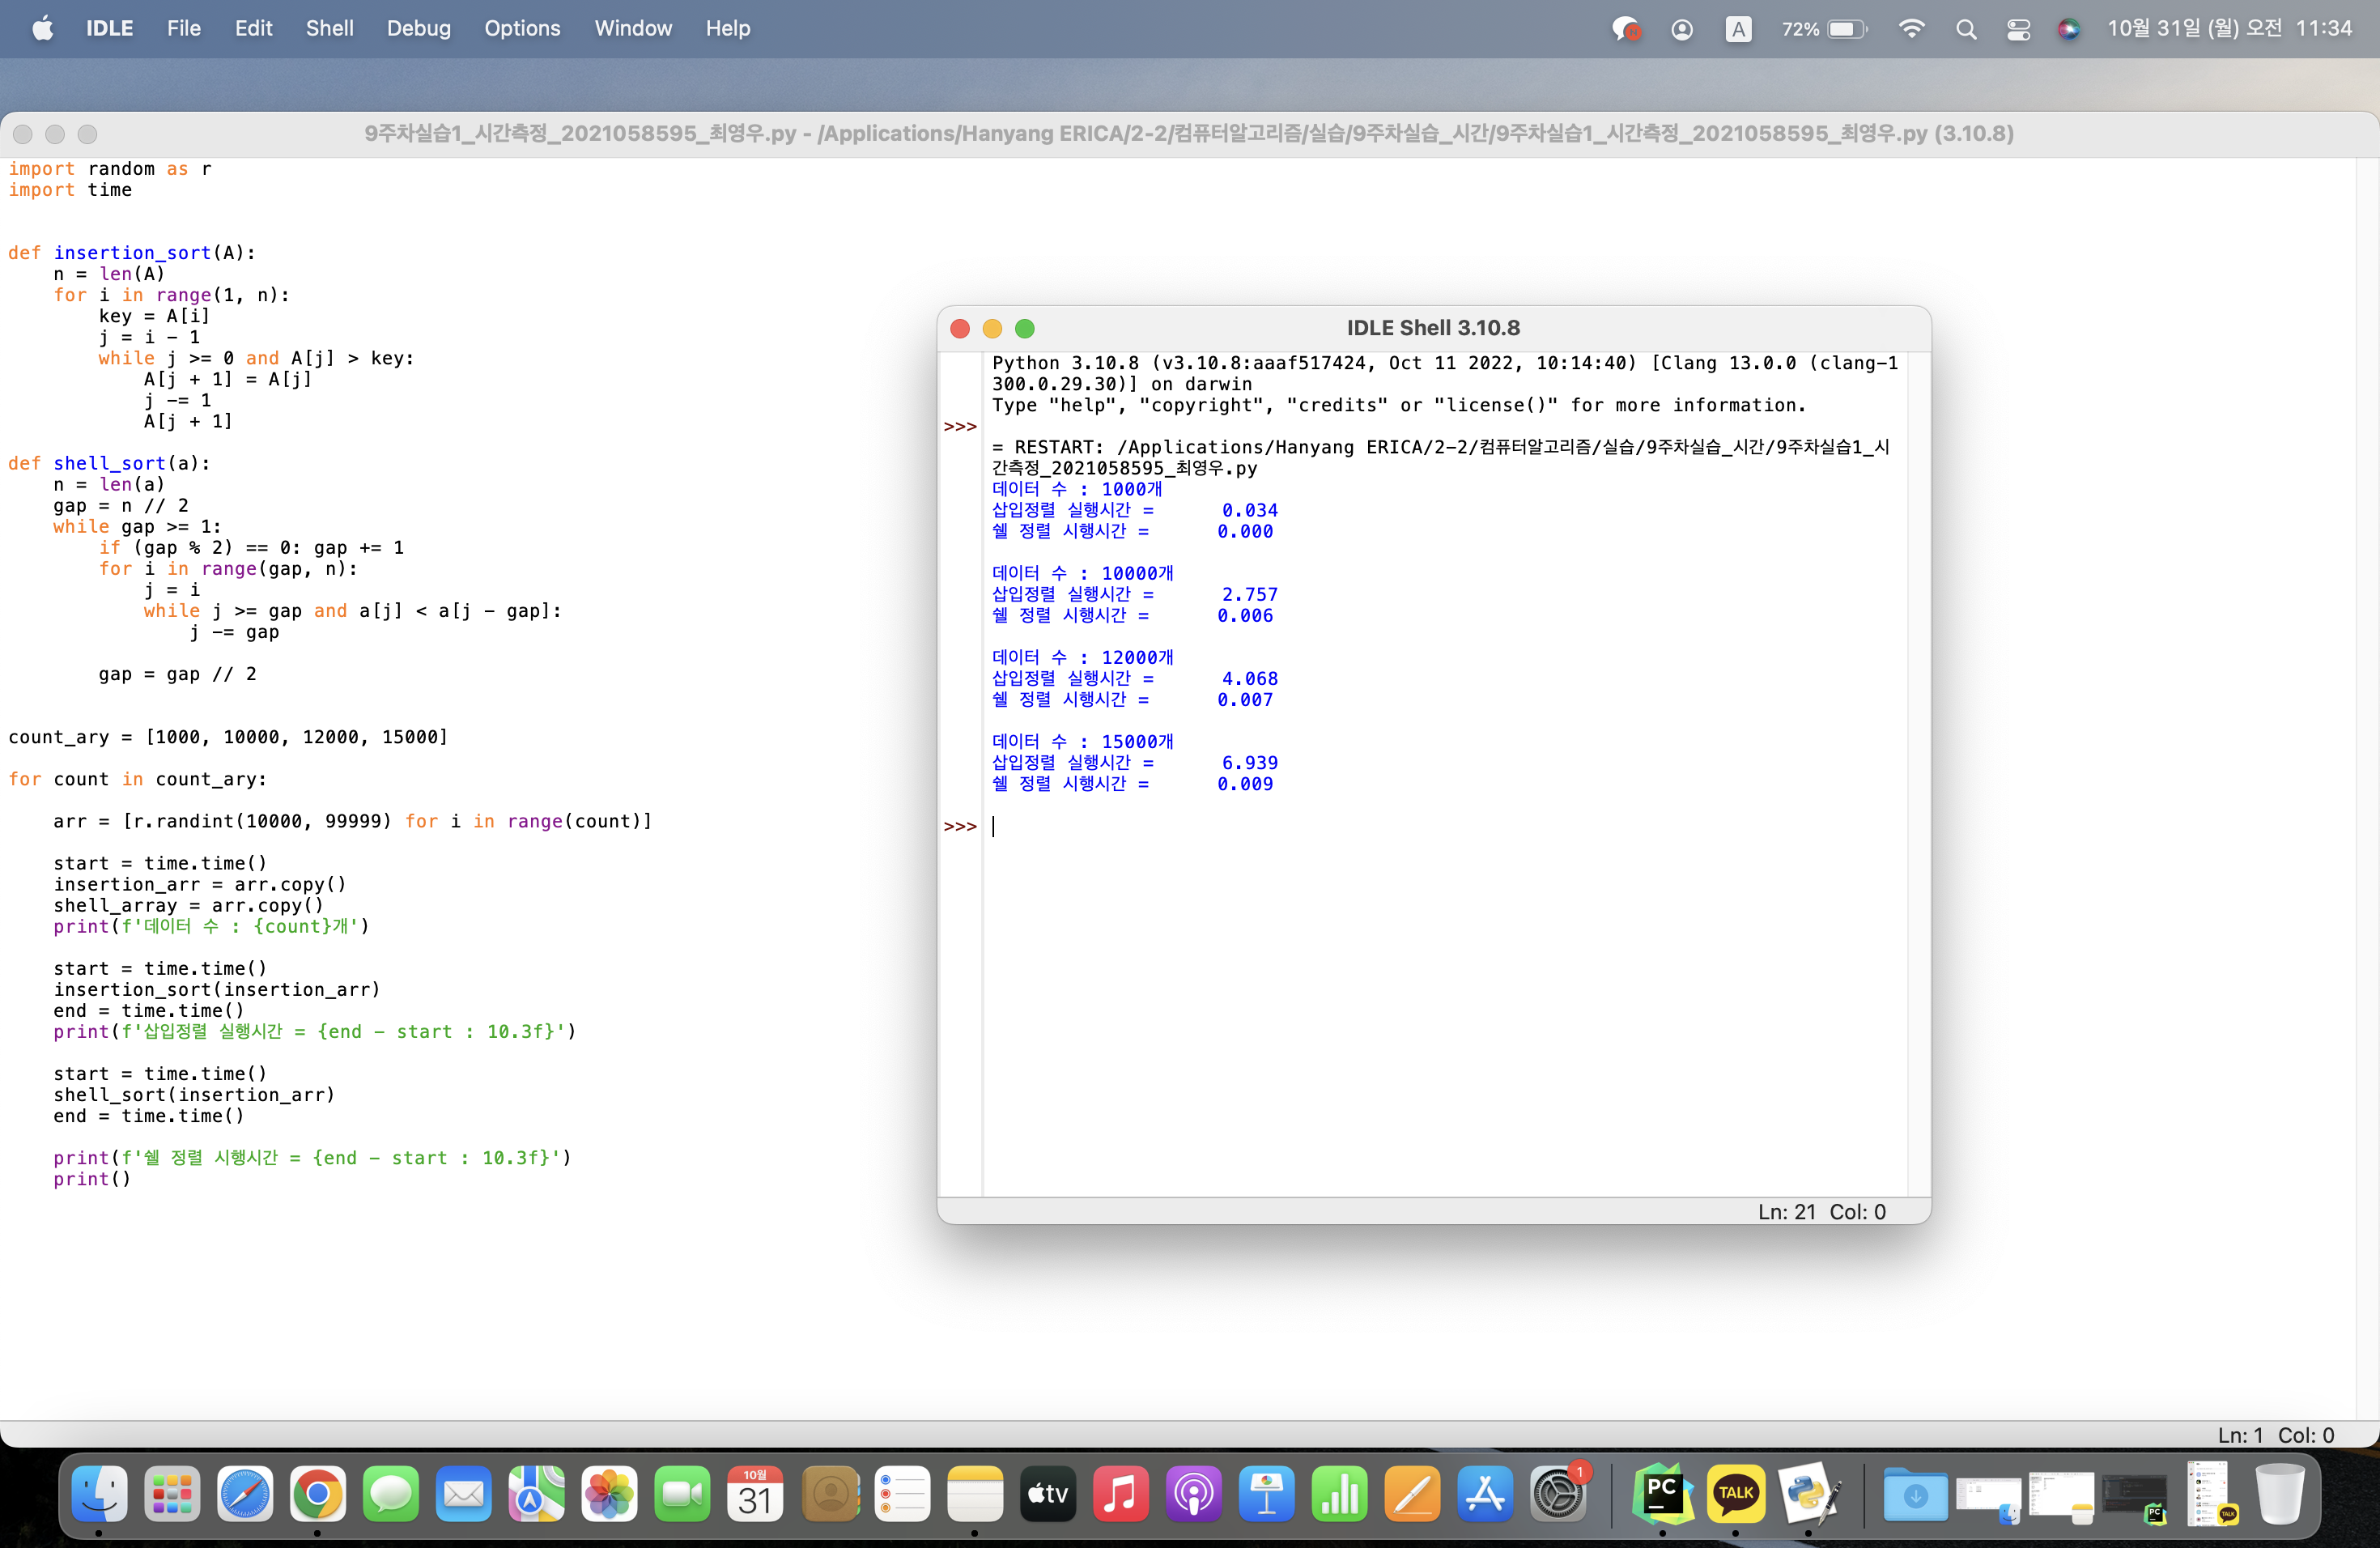 IDLE File Edit Shell Debug Options Window Help
A 72% 10월 31일 (월) 오전 11:34
9주차실습1_시간측정_2021058595_최영우.py - /Applications/Hanyang ERICA/2-2/컴퓨터알고리즘/실습/9주차실습_시간/9주차실습1_시간측정_2021058595_최영우.py (3.10.8)
import random as r
import time
def insertion_sort(A):
    n = len(A)
    for i in range(1, n):
        key = A[i]
        j = i - 1
        while j >= 0 and A[j] > key:
            A[j + 1] = A[j]
            j -= 1
            A[j + 1]
def shell_sort(a):
    n = len(a)
    gap = n // 2
    while gap >= 1:
        if (gap % 2) == 0: gap += 1
        for i in range(gap, n):
            j = i
            while j >= gap and a[j] < a[j - gap]:
                j -= gap
        gap = gap // 2
count_ary = [1000, 10000, 12000, 15000]
for count in count_ary:
    arr = [r.randint(10000, 99999) for i in range(count)]
    start = time.time()
    insertion_arr = arr.copy()
    shell_array = arr.copy()
    print(f'데이터 수 : {count}개')
    start = time.time()
    insertion_sort(insertion_arr)
    end = time.time()
    print(f'삽입정렬 실행시간 = {end - start : 10.3f}')
    start = time.time()
    shell_sort(insertion_arr)
    end = time.time()
    print(f'쉘 정렬 시행시간 = {end - start : 10.3f}')
    print()
Ln: 1 Col: 0
IDLE Shell 3.10.8
Python 3.10.8 (v3.10.8:aaaf517424, Oct 11 2022, 10:14:40) [Clang 13.0.0 (clang-1
300.0.29.30)] on darwin
Type "help", "copyright", "credits" or "license()" for more information.
>>>
= RESTART: /Applications/Hanyang ERICA/2-2/컴퓨터알고리즘/실습/9주차실습_시간/9주차실습1_시
간측정_2021058595_최영우.py
데이터 수 : 1000개
삽입정렬 실행시간 =      0.034
쉘 정렬 시행시간 =      0.000
데이터 수 : 10000개
삽입정렬 실행시간 =      2.757
쉘 정렬 시행시간 =      0.006
데이터 수 : 12000개
삽입정렬 실행시간 =      4.068
쉘 정렬 시행시간 =      0.007
데이터 수 : 15000개
삽입정렬 실행시간 =      6.939
쉘 정렬 시행시간 =      0.009
>>>
Ln: 21 Col: 0
10월
31
tv
1
PC
TALK